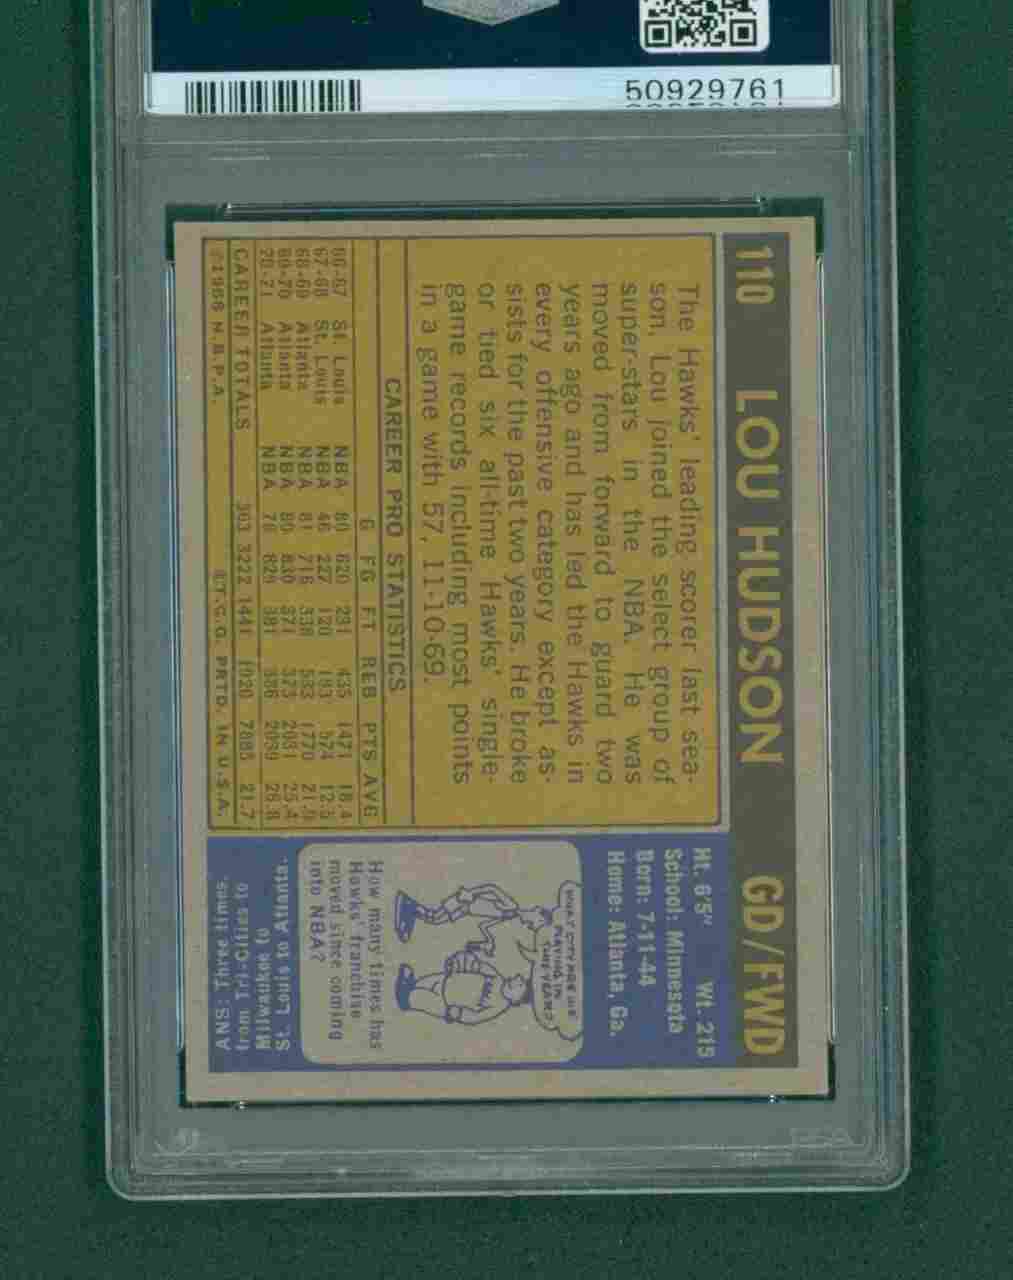 50929761
110 LOU HUDSON GD/FWD
The Hawks' leading scorer last sea-
son, Lou joined the select group of
super-stars in the NBA. He was
moved from forward to guard two
years ago and has led the Hawks in
every offensive category except as-
sists for the past two years. He broke
or tied six all-time Hawks' single-
game records including most points
in a game with 57, 11-10-69.
CAREER PRO STATISTICS
G FG FT REB PTS AVG
66-67 St. Louis NBA 80 620 231 435 1471 18.4
67-68 St. Louis NBA 46 227 120 193 574 12.5
68-69 Atlanta NBA 81 716 338 533 1770 21.9
69-70 Atlanta NBA 80 830 371 373 2031 25.4
70-71 Atlanta NBA 76 829 381 386 2039 26.8
CAREER TOTALS 363 3222 1441 1920 7885 21.7
©1968 N.B.P.A. ©T.C.G. PRTD. IN U.S.A.
Ht. 6'5" Wt. 215
School: Minnesota
Born: 7-11-44
Home: Atlanta, Ga.
WHAT CITY ARE WE
PLAYING IN
THIS YEAR?
How many times has
Hawks' franchise
moved since coming
into NBA?
ANS: Three times.
from Tri-Cities to
Milwaukee to
St. Louis to Atlanta.